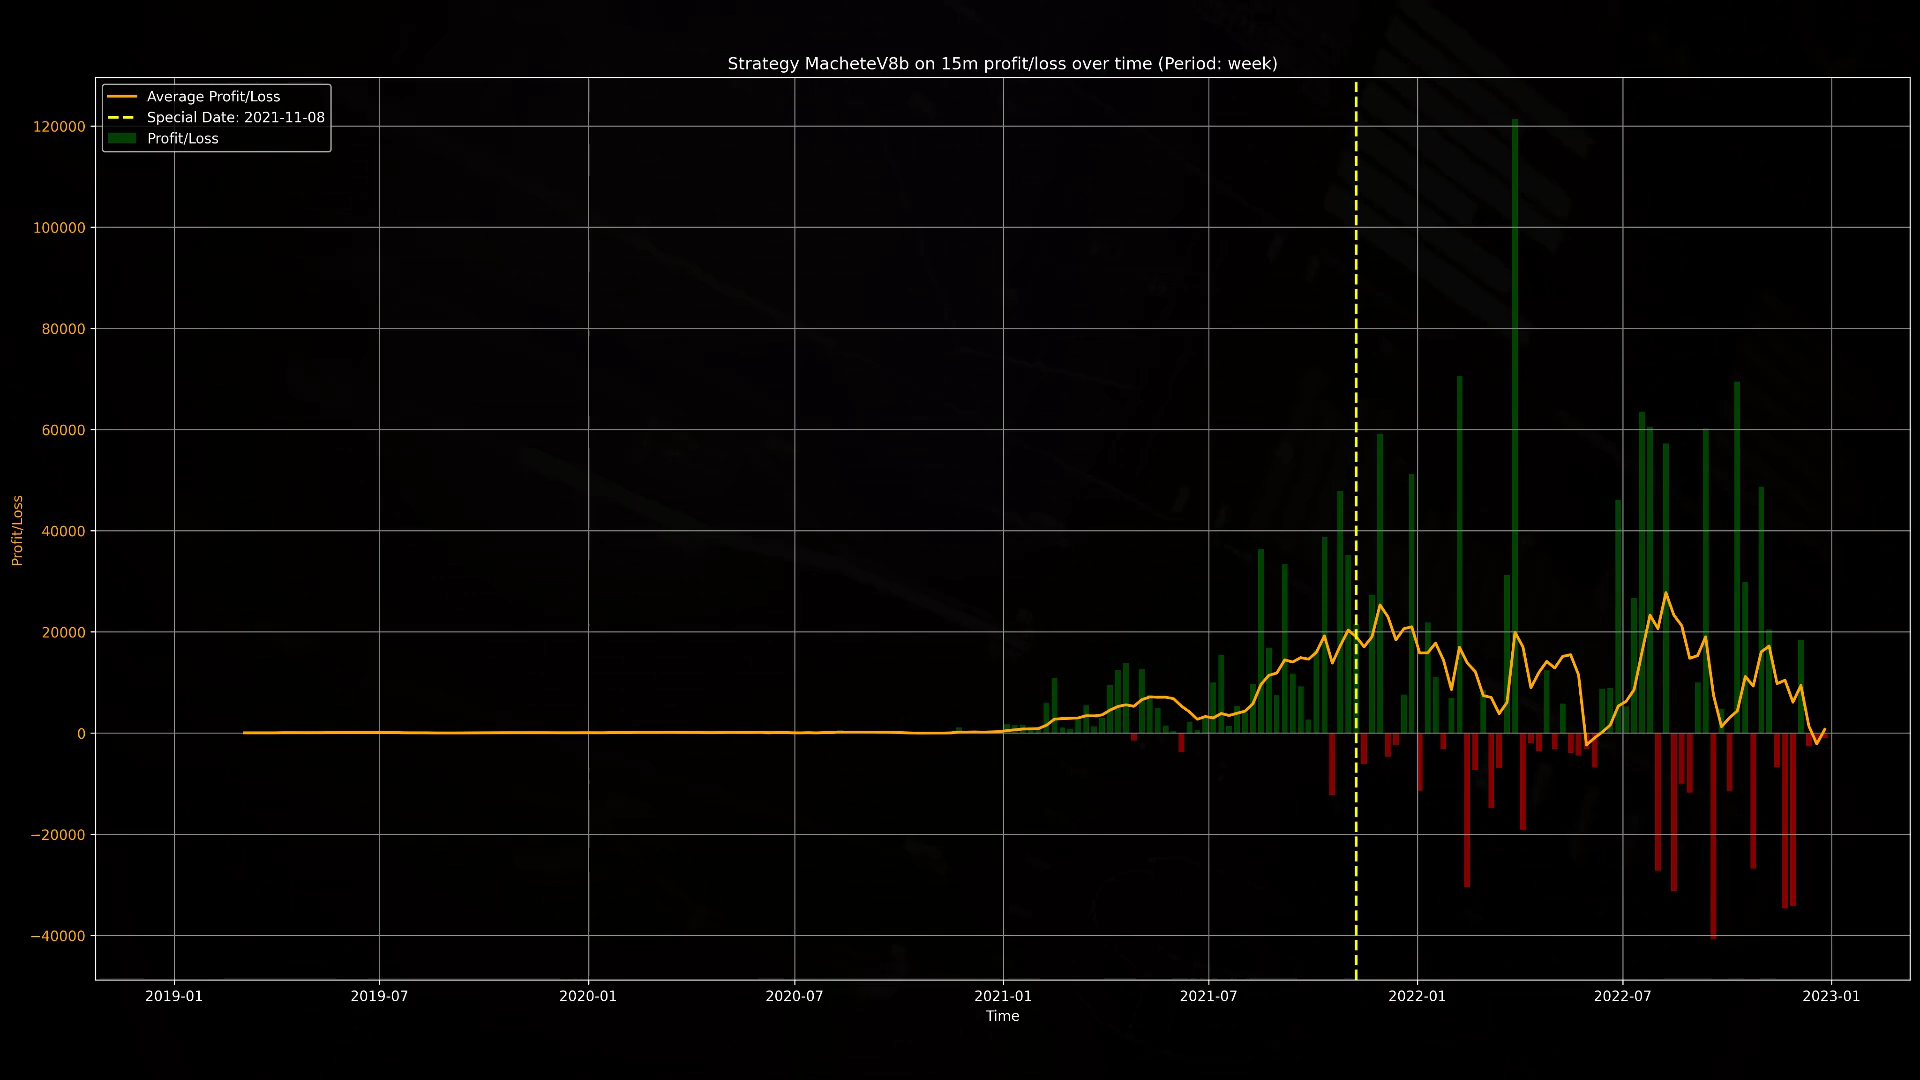 Strategy MacheteV8b on 15m profit/loss over time (Period: week)
Average Profit/Loss
Special Date: 2021-11-08
Profit/Loss
120000
100000
80000
60000
40000
20000
0
−20000
−40000
Profit/Loss
2019-01 2019-07 2020-01 2020-07 2021-01 2021-07 2022-01 2022-07 2023-01
Time